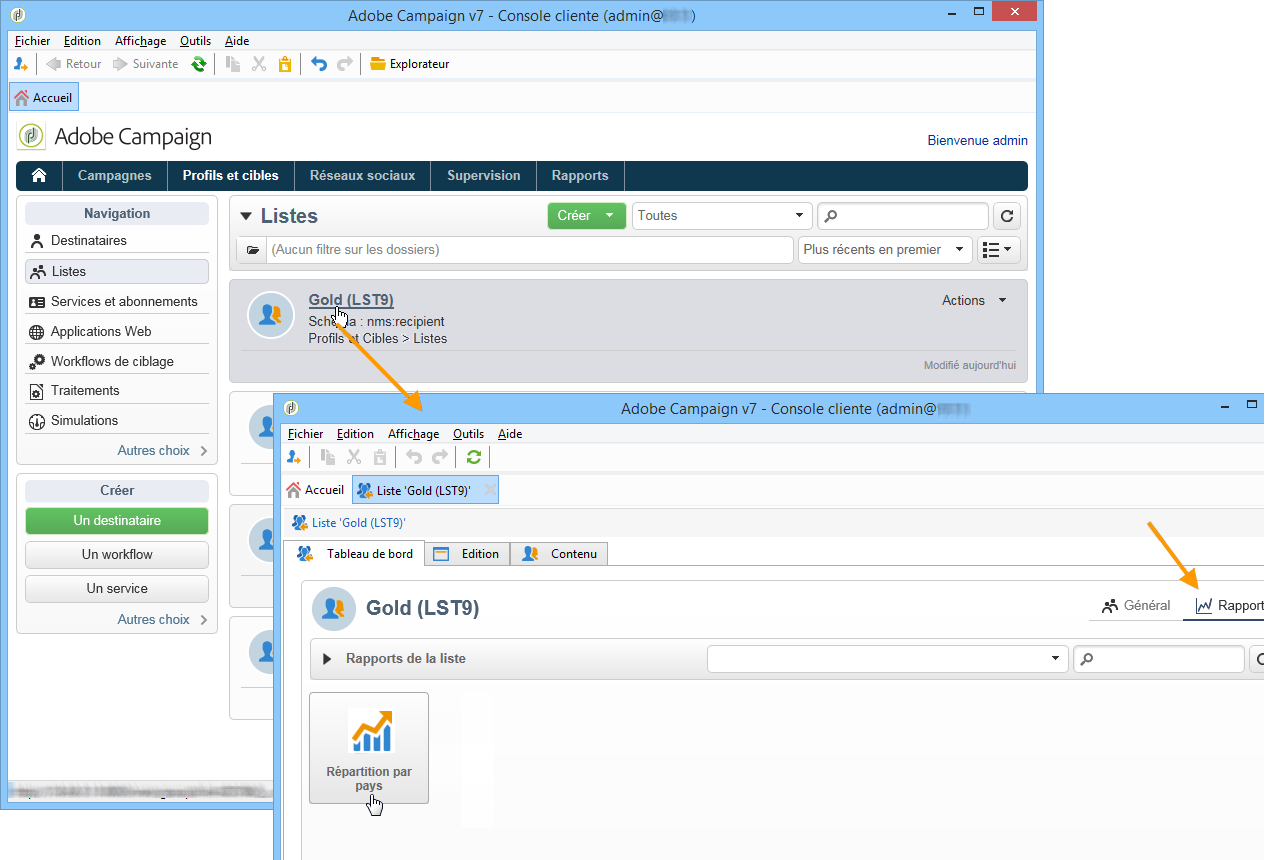 Adobe Campaign v7 - Console cliente (admin@
Fichier Edition Affichage Outils Aide
Retour Suivante Explorateur
Accueil
Adobe Campaign
Bienvenue admin
Campagnes Profils et cibles Réseaux sociaux Supervision Rapports
Navigation
Destinataires
Listes
Services et abonnements
Applications Web
Workflows de ciblage
Traitements
Simulations
Autres choix
Créer
Un destinataire
Un workflow
Un service
Autres choix
Listes Créer Toutes
(Aucun filtre sur les dossiers) Plus récents en premier
Gold (LST9) Actions
Schéma : nms:recipient
Profils et Cibles > Listes
Modifié aujourd'hui
Adobe Campaign v7 - Console cliente (admin@
Fichier Edition Affichage Outils Aide
Accueil Liste 'Gold (LST9)'
Liste 'Gold (LST9)'
Tableau de bord Edition Contenu
Gold (LST9) Général Rapport
Rapports de la liste
Répartition par
pays